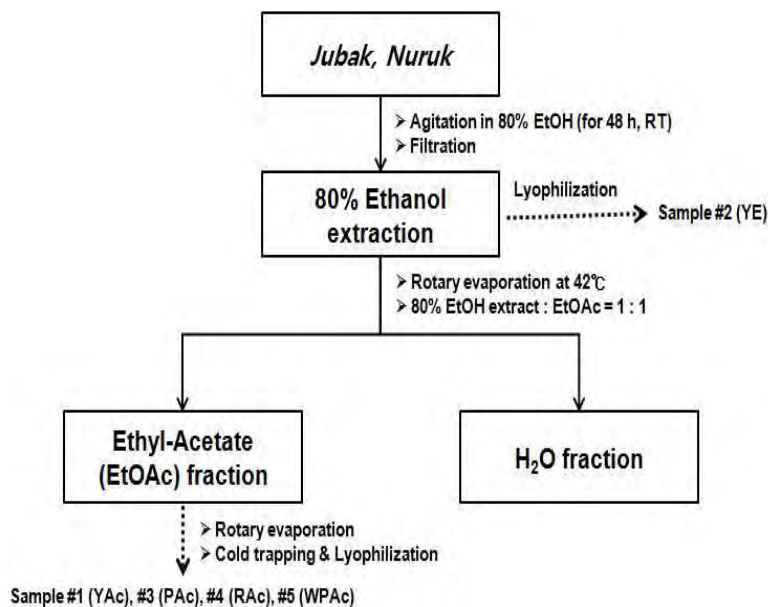 Jubak, Nuruk
➢ Agitation in 80% EtOH (for 48 h, RT)
➢ Filtration
80% Ethanol
extraction
Lyophilization
Sample #2 (YE)
➢ Rotary evaporation at 42℃
➢ 80% EtOH extract : EtOAc = 1 : 1
Ethyl-Acetate
(EtOAc) fraction
H₂O fraction
➢ Rotary evaporation
➢ Cold trapping & Lyophilization
Sample #1 (YAc), #3 (PAc), #4 (RAc), #5 (WPAc)